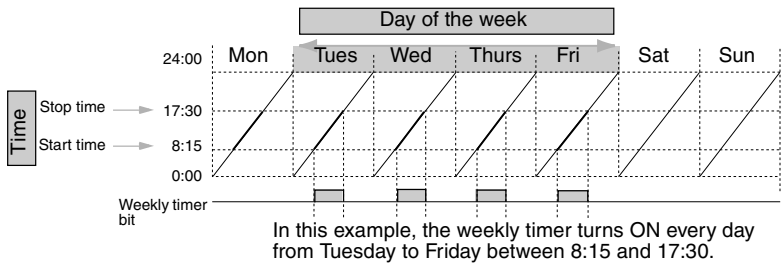 Day of the week
24:00 Mon Tues Wed Thurs Fri Sat Sun
Time
Stop time 17:30
Start time 8:15
0:00
Weekly timer
bit
In this example, the weekly timer turns ON every day
from Tuesday to Friday between 8:15 and 17:30.